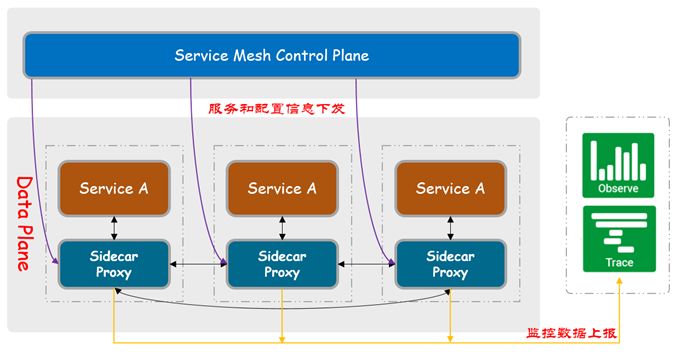 Service Mesh Control Plane
服务和配置信息下发
Data Plane
Service A
Service A
Service A
Sidecar
Proxy
Sidecar
Proxy
Sidecar
Proxy
Observe
Trace
监控数据上报